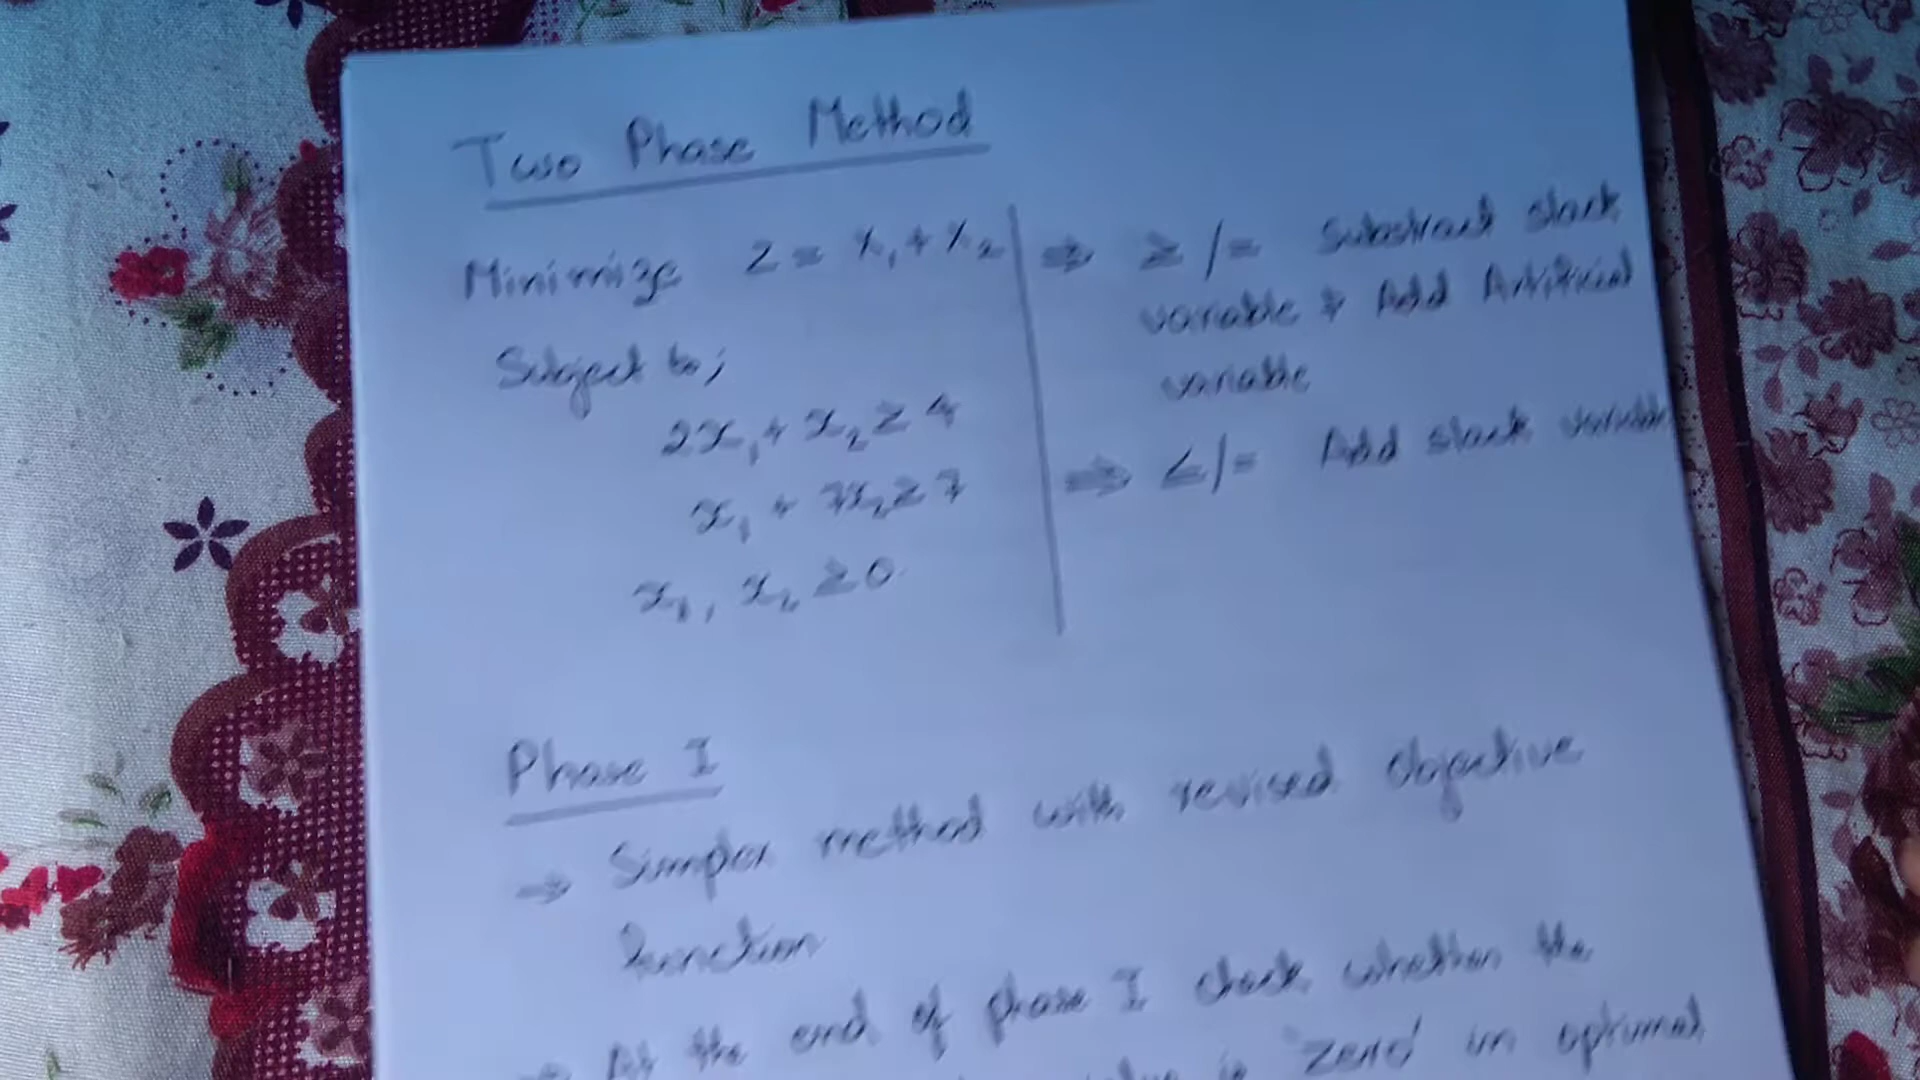 Two Phase Method
Minimize Z = x₁ + x₂
Subject to;
2x₁ + x₂ ≥ 4
x₁ + 7x₂ ≥ 7
x₁, x₂ ≥ 0.
⇒ ≥/= Substract slack
variable & Add Artificial
variable
⇒ ≤/= Add slack variable
Phase I
⇒ Simplex method with revised objective
function
⇒ At the end of phase I check whether the
is 'zero' in optimal